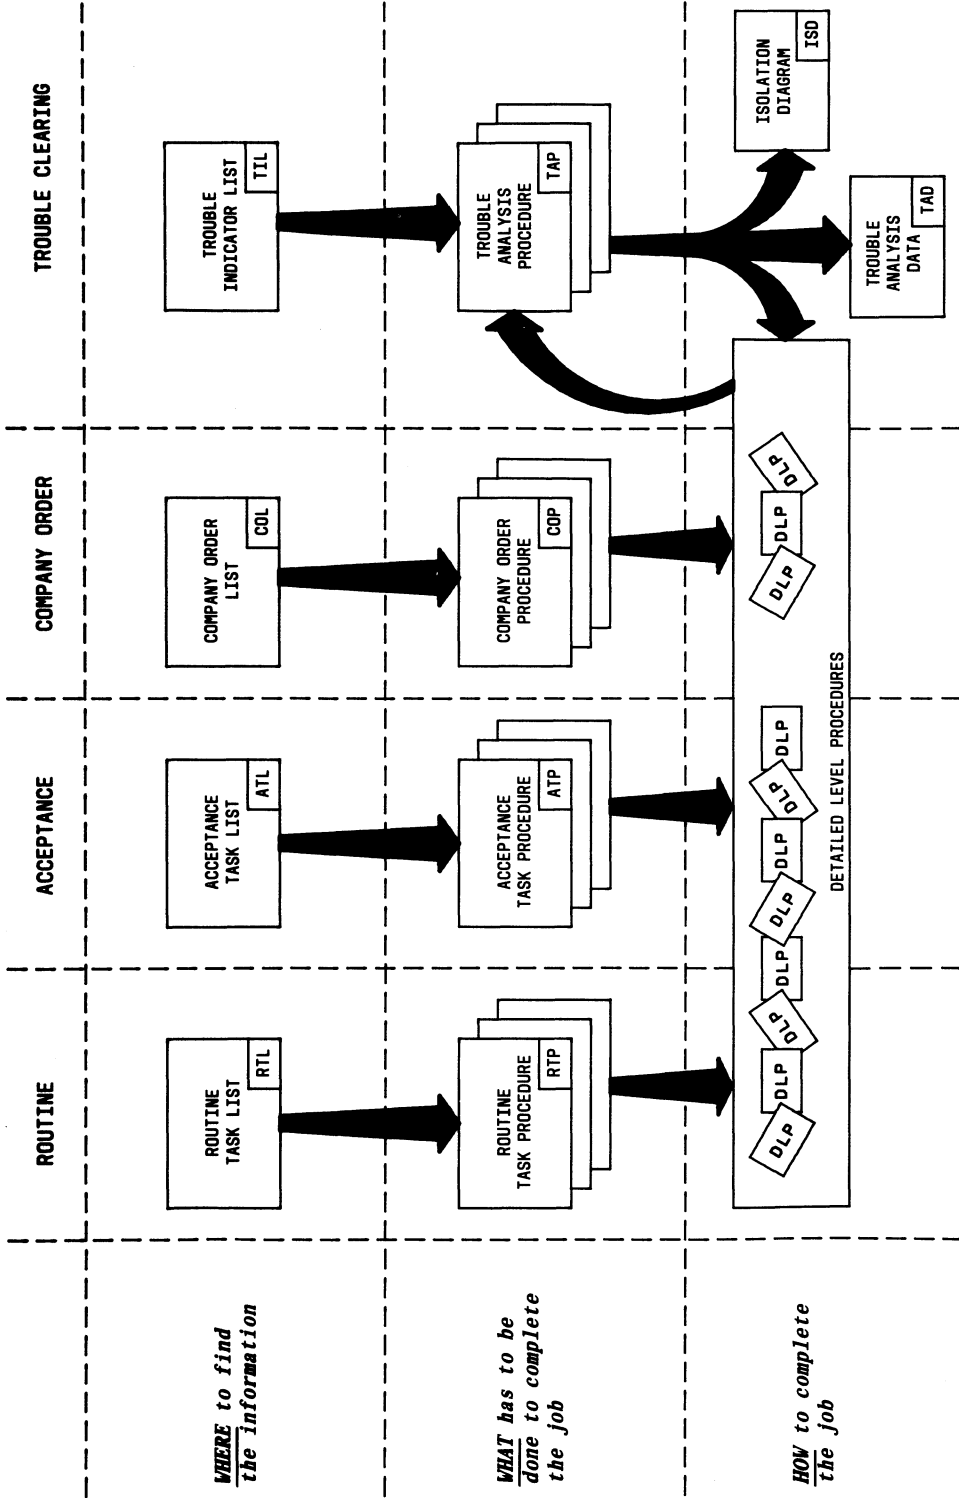 ROUTINE
ACCEPTANCE
COMPANY ORDER
TROUBLE CLEARING
WHERE to find
the information
ROUTINE
TASK LIST
RTL
ACCEPTANCE
TASK LIST
ATL
COMPANY ORDER
LIST
COL
TROUBLE
INDICATOR LIST
TIL
WHAT has to be
done to complete
the job
ROUTINE
TASK PROCEDURE
RTP
ACCEPTANCE
TASK PROCEDURE
ATP
COMPANY ORDER
PROCEDURE
COP
TROUBLE
ANALYSIS
PROCEDURE
TAP
HOW to complete
the job
DLP
DLP
DLP
DLP
DLP
DLP
DLP
DLP
DLP
DLP
DLP
DETAILED LEVEL PROCEDURES
ISOLATION
DIAGRAM
ISD
TROUBLE
ANALYSIS
DATA
TAD